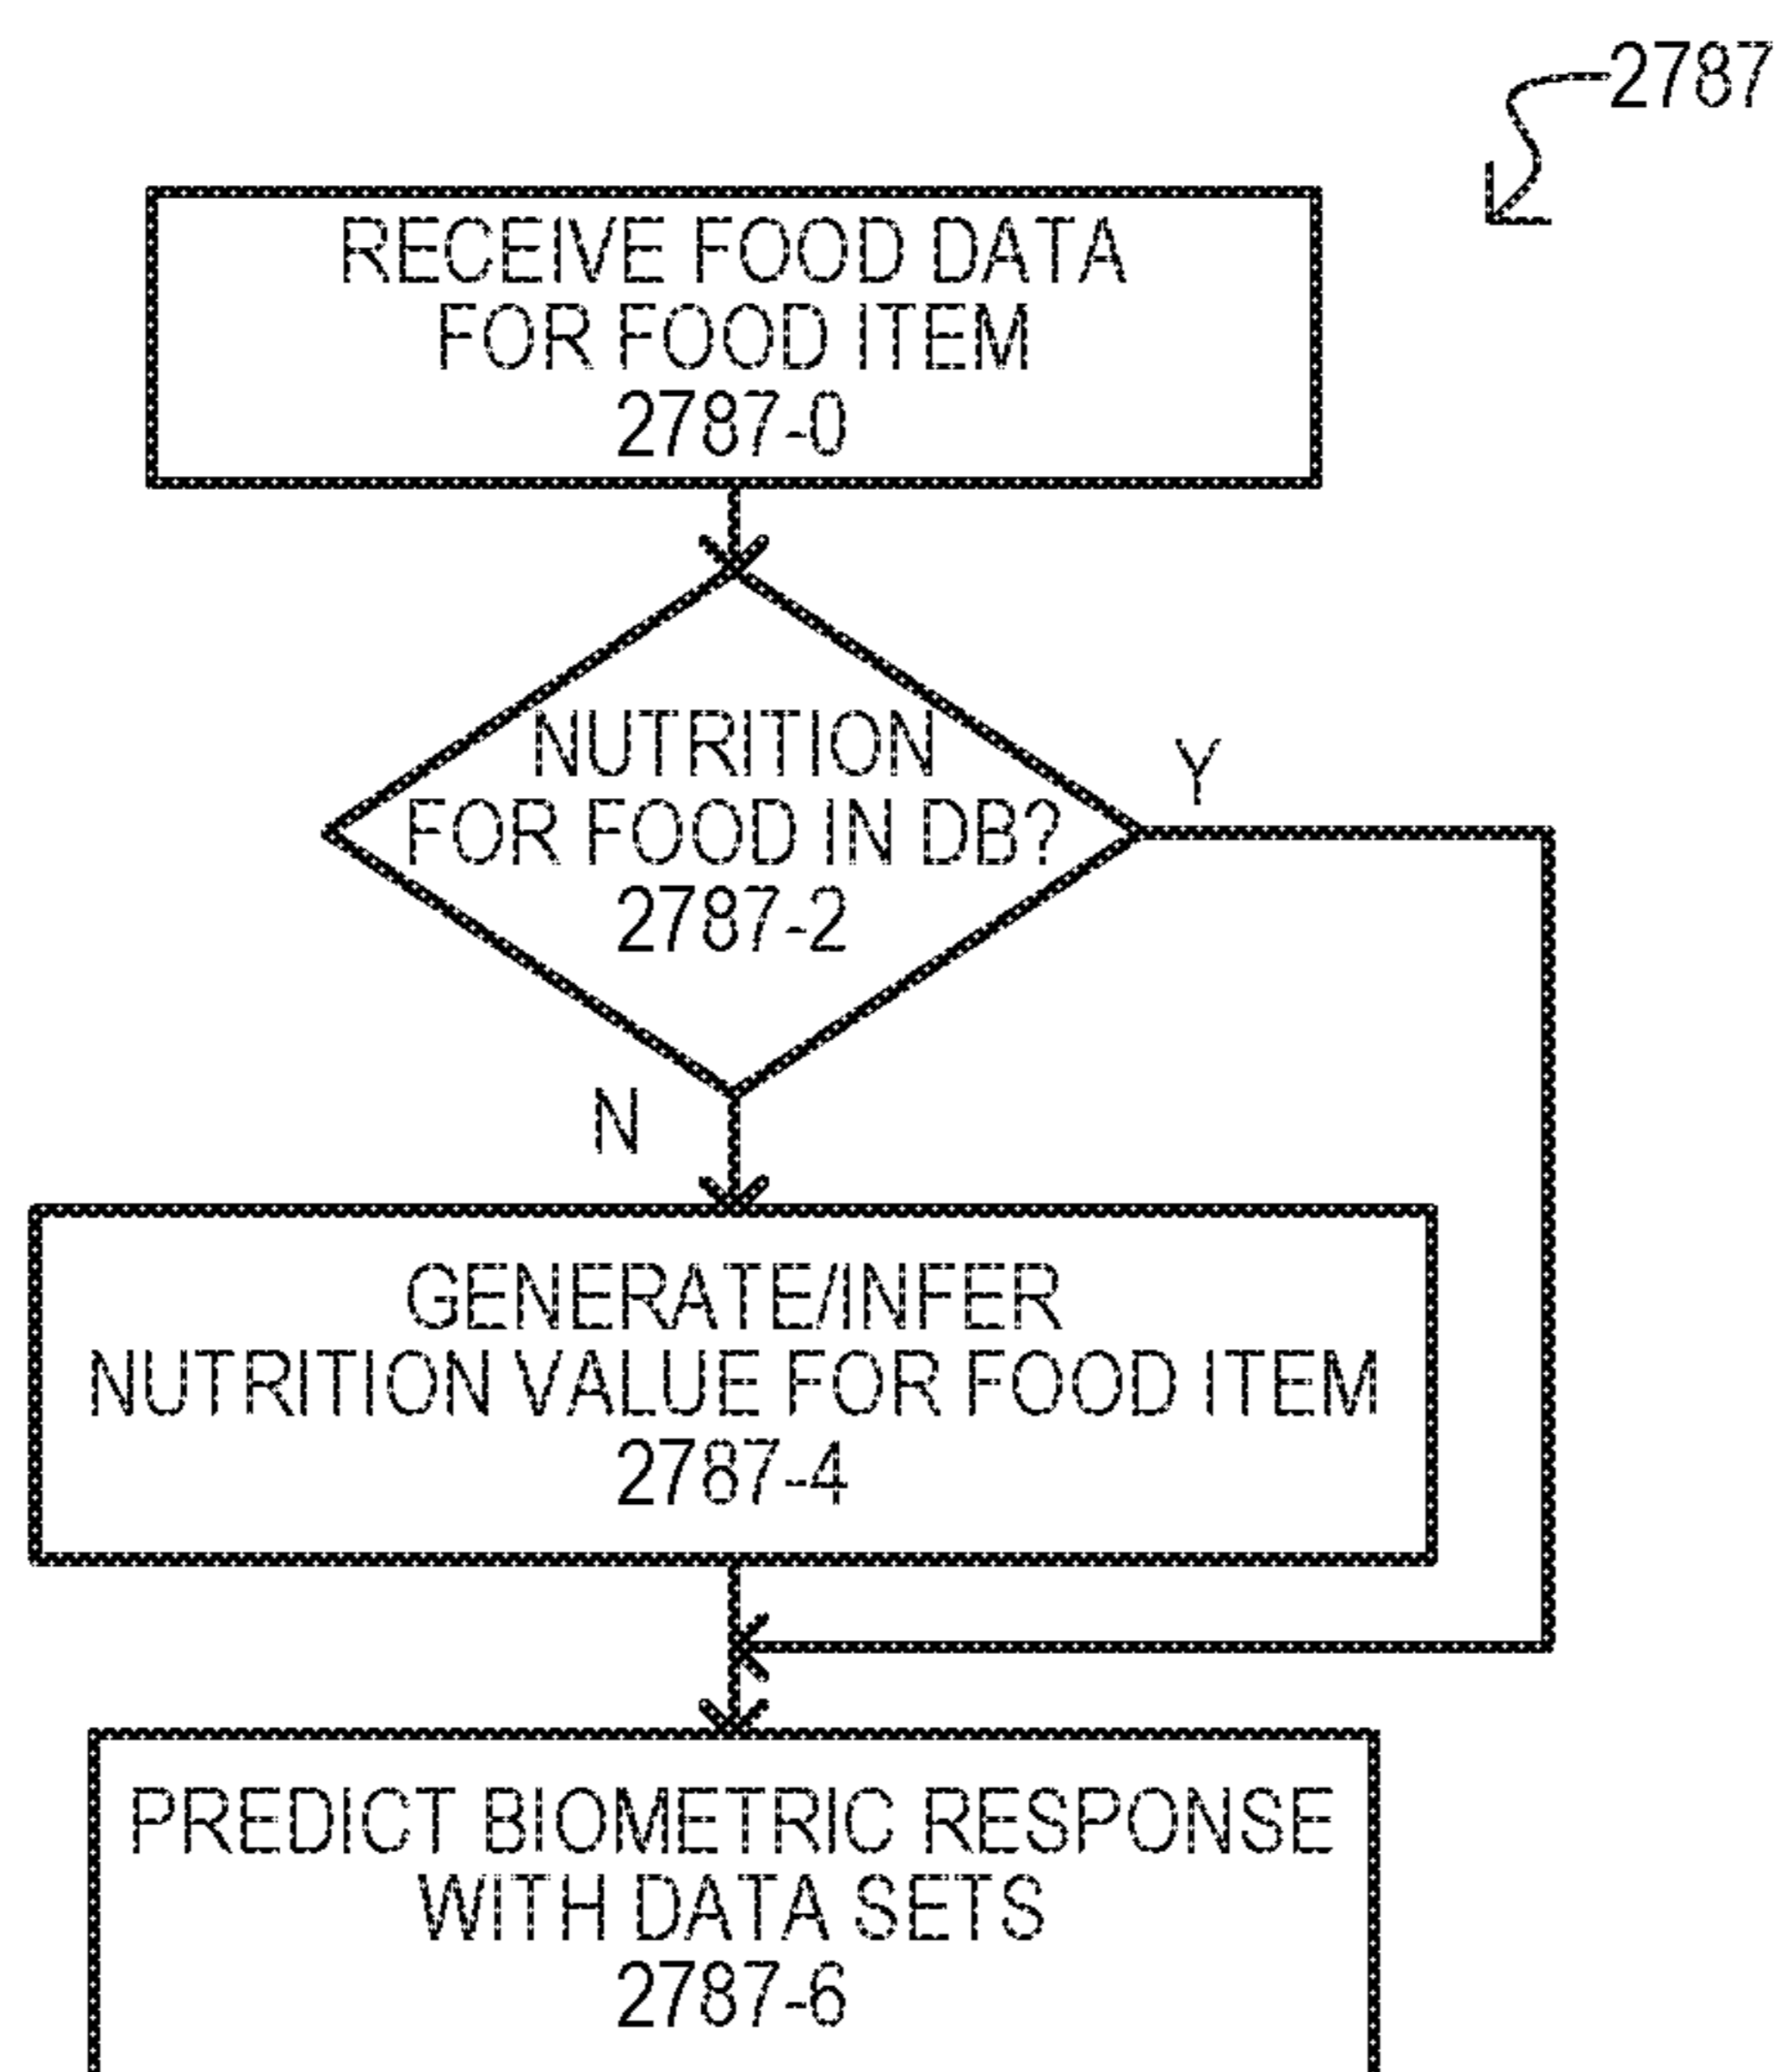 2787
RECEIVE FOOD DATA
FOR FOOD ITEM
2787-0
NUTRITION
FOR FOOD IN DB?
2787-2
Y
N
GENERATE/INFER
NUTRITION VALUE FOR FOOD ITEM
2787-4
PREDICT BIOMETRIC RESPONSE
WITH DATA SETS
2787-6